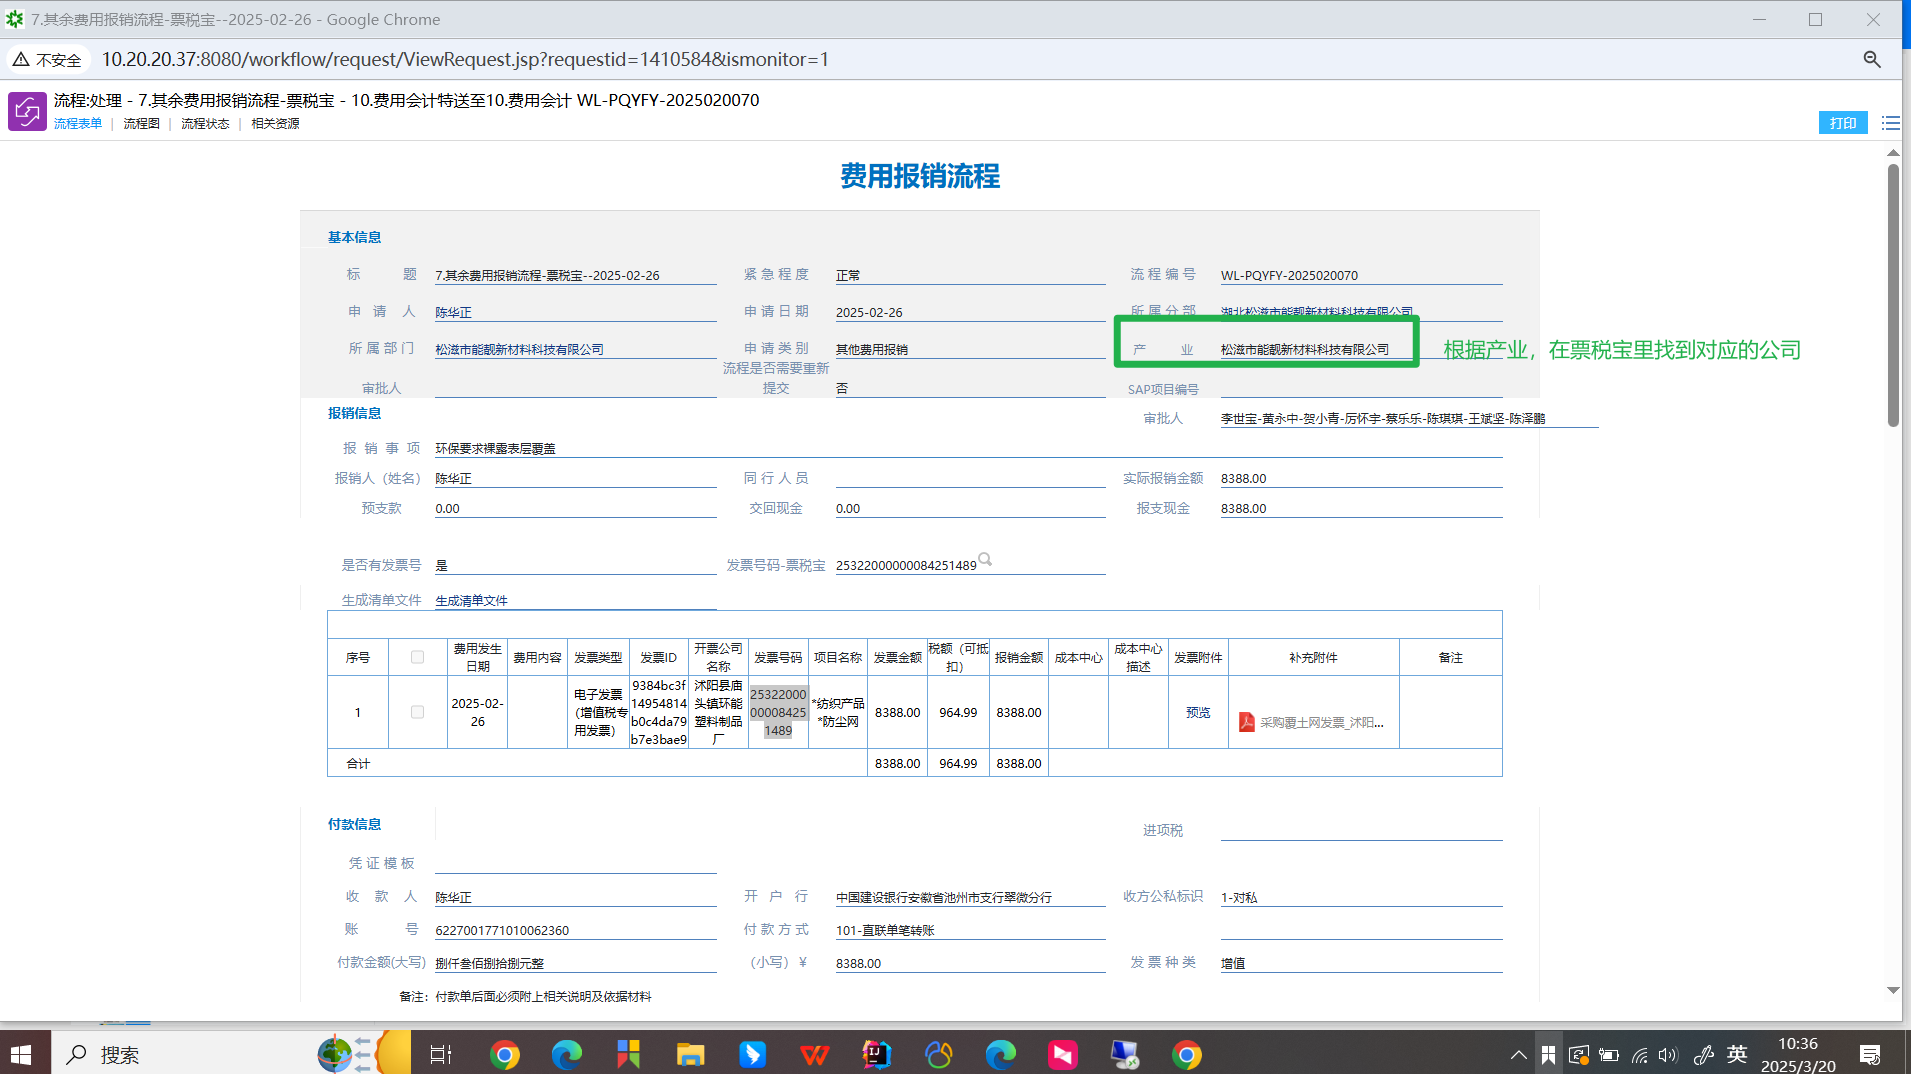 7.其余费用报销流程-票税宝--2025-02-26 - Google Chrome
不安全 10.20.20.37:8080/workflow/request/ViewRequest.jsp?requestid=1410584&ismonitor=1
流程:处理 - 7.其余费用报销流程-票税宝 - 10.费用会计特送至10.费用会计 WL-PQYFY-2025020070
流程表单 | 流程图 | 流程状态 | 相关资源
打印
费用报销流程
基本信息
标 题 7.其余费用报销流程-票税宝--2025-02-26 紧急程度 正常 流程编号 WL-PQYFY-2025020070
申请人 陈华正 申请日期 2025-02-26 所属分部 湖北松滋市能靓新材料科技有限公司
所属部门 松滋市能靓新材料科技有限公司 申请类别 其他费用报销 产业 松滋市能靓新材料科技有限公司 根据产业，在票税宝里找到对应的公司
审批人 流程是否需要重新提交 否 SAP项目编号
报销信息
审批人 李世宝-黄永中-贺小青-厉怀宇-蔡乐乐-陈琪琪-王斌坚-陈泽鹏
报销事项 环保要求裸露表层覆盖
报销人（姓名） 陈华正 同行人员 实际报销金额 8388.00
预支款 0.00 交回现金 0.00 报支现金 8388.00
是否有发票号 是 发票号码-票税宝 25322000000084251489
生成清单文件 生成清单文件
序号 费用发生日期 费用内容 发票类型 发票ID 开票公司名称 发票号码 项目名称 发票金额 税额（可抵扣） 报销金额 成本中心 成本中心描述 发票附件 补充附件 备注
1 2025-02-26 电子发票(增值税专用发票) 9384bc3f14954814b0c4da79b7e3bae9 沭阳县庙头镇环能塑料制品厂 25322000000084251489 *纺织产品*防尘网 8388.00 964.99 8388.00 预览 采购覆土网发票_沭阳...
合计 8388.00 964.99 8388.00
付款信息
进项税
凭证模板
收款人 陈华正 开户行 中国建设银行安徽省池州市支行翠微分行 收方公私标识 1-对私
账号 6227001771010062360 付款方式 101-直联单笔转账
付款金额(大写) 捌仟叁佰捌拾捌元整 （小写）¥ 8388.00 发票种类 增值
备注： 付款单后面必须附上相关说明及依据材料
搜索
英
10:36
2025/3/20